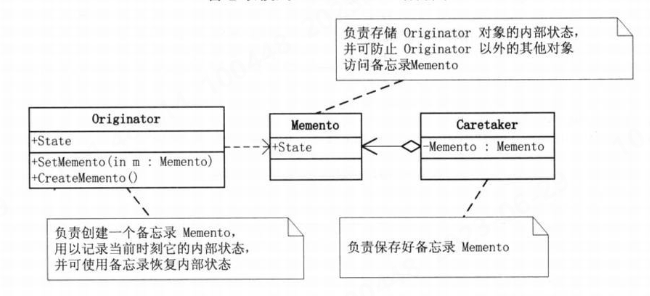 负责存储 Originator 对象的内部状态，
并可防止 Originator 以外的其他对象
访问备忘录Memento
Originator
+State
+SetMemento(in m : Memento)
+CreateMemento()
Memento
+State
Caretaker
-Memento : Memento
负责创建一个备忘录 Memento，
用以记录当前时刻它的内部状态，
并可使用备忘录恢复内部状态
负责保存好备忘录 Memento